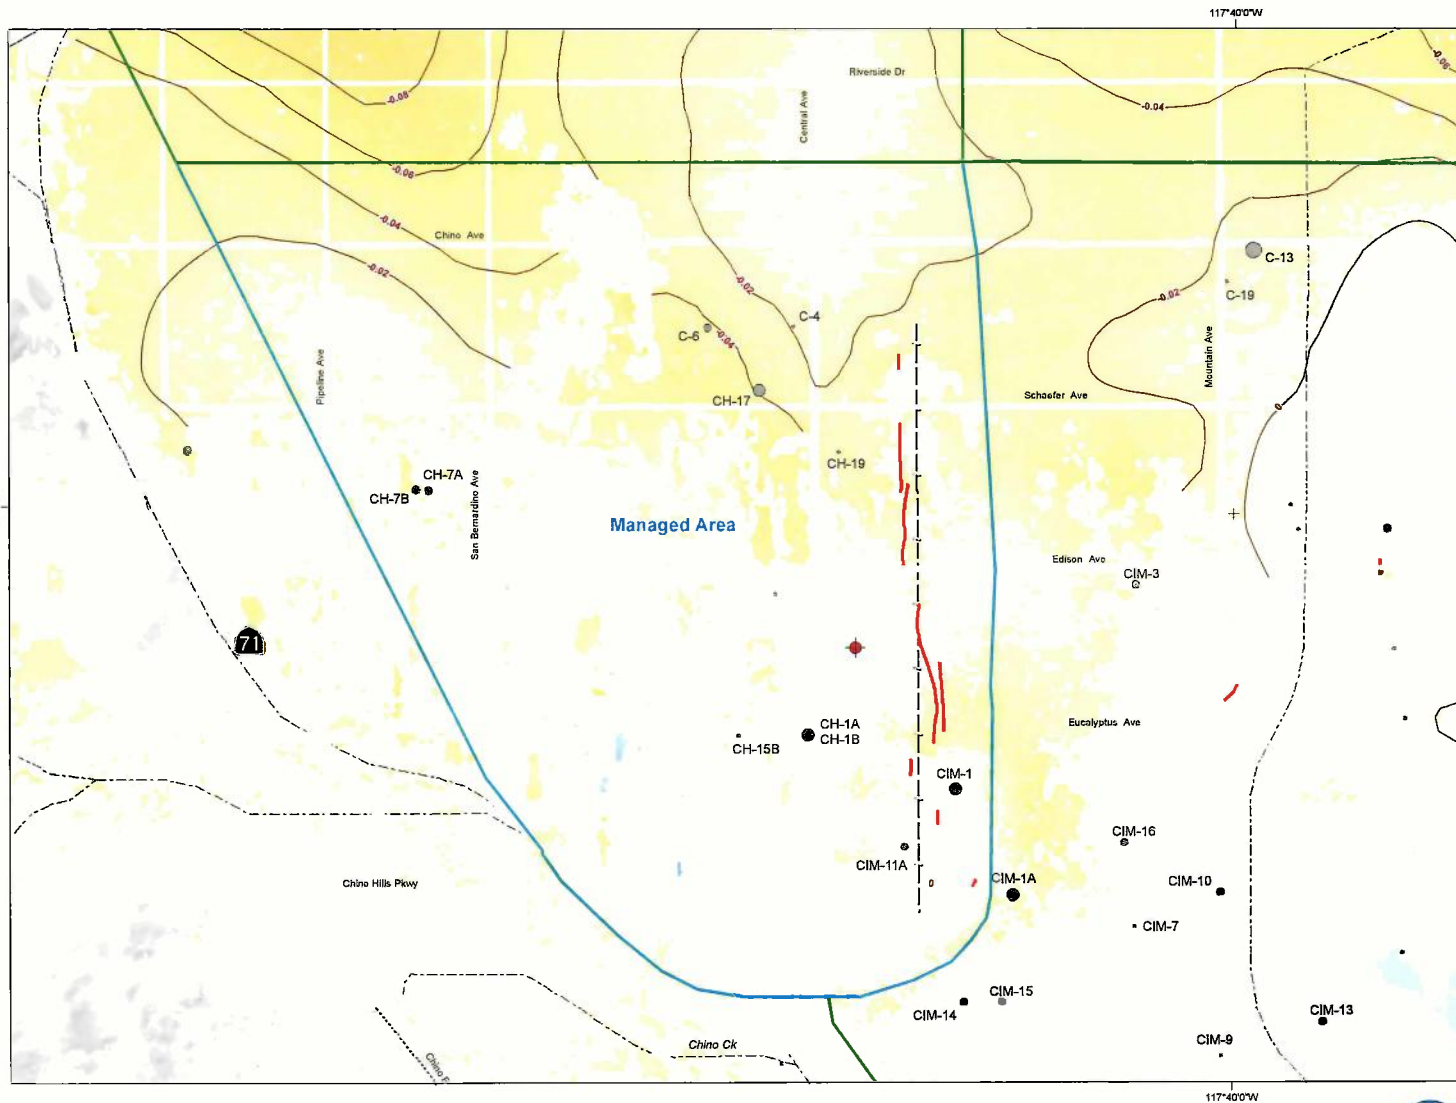 117°40'0"W
-0.06
Riverside Dr
-0.08
Central Ave
-0.04
-0.06
-0.04
Chino Ave
C-13
-0.02
-0.02
-0.02
C-19
C-4
C-6
-0.04
Mountain Ave
Pipeline Ave
Schaefer Ave
CH-17
0
CH-19
CH-7A
CH-7B
San Bernardino Ave
Managed Area
Edison Ave
CIM-3
71
CH-1A
CH-1B
CH-15B
Eucalyptus Ave
CIM-1
CIM-16
CIM-11A
CIM-1A
0
Chino Hills Pkwy
CIM-10
CIM-7
CIM-15
CIM-14
CIM-13
Chino Ck
CIM-9
117°40'0"W